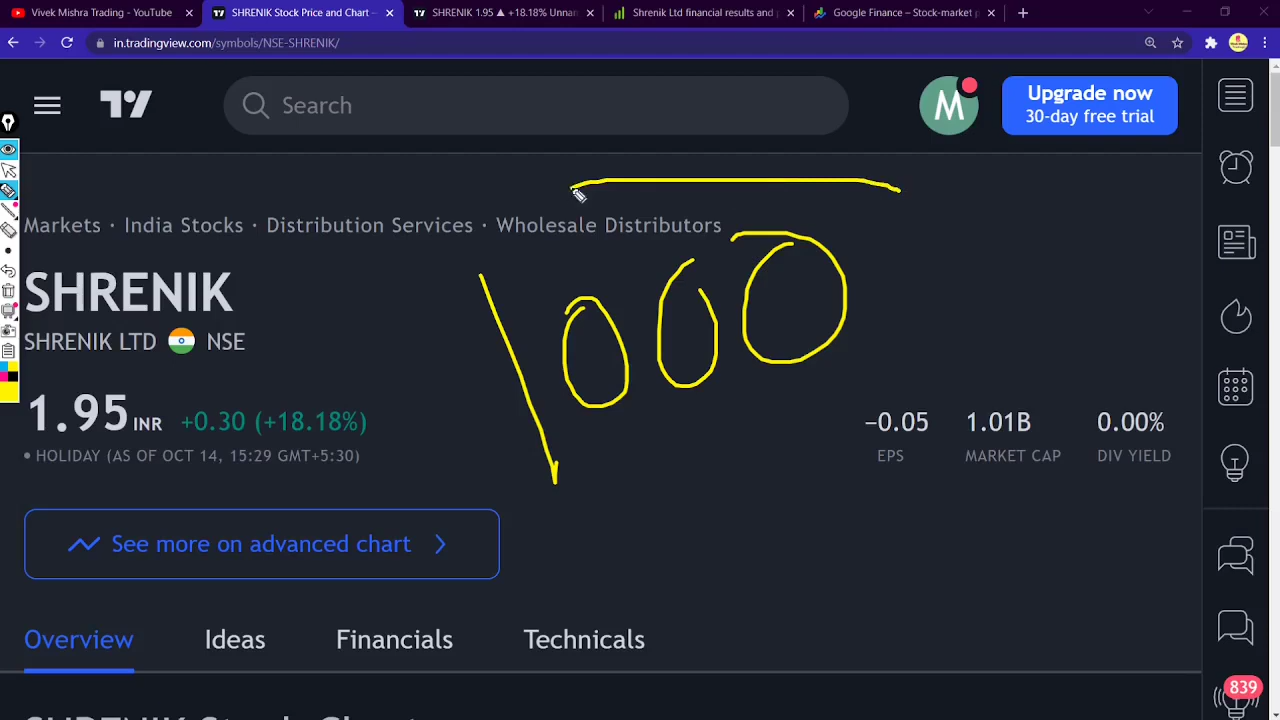 Vivek Mishra Trading - YouTube
SHRENIK Stock Price and Chart —
SHRENIK 1.95 ▲ +18.18% Unnam
Shrenik Ltd financial results and p
Google Finance – Stock-market p
in.tradingview.com/symbols/NSE-SHRENIK/
Search
M
Upgrade now
30-day free trial
Markets · India Stocks · Distribution Services · Wholesale Distributors
1000
SHRENIK
SHRENIK LTD NSE
1.95 INR +0.30 (+18.18%)
• HOLIDAY (AS OF OCT 14, 15:29 GMT+5:30)
−0.05 1.01B 0.00%
EPS MARKET CAP DIV YIELD
See more on advanced chart
Overview Ideas Financials Technicals
839
SHRENIK Stock Chart